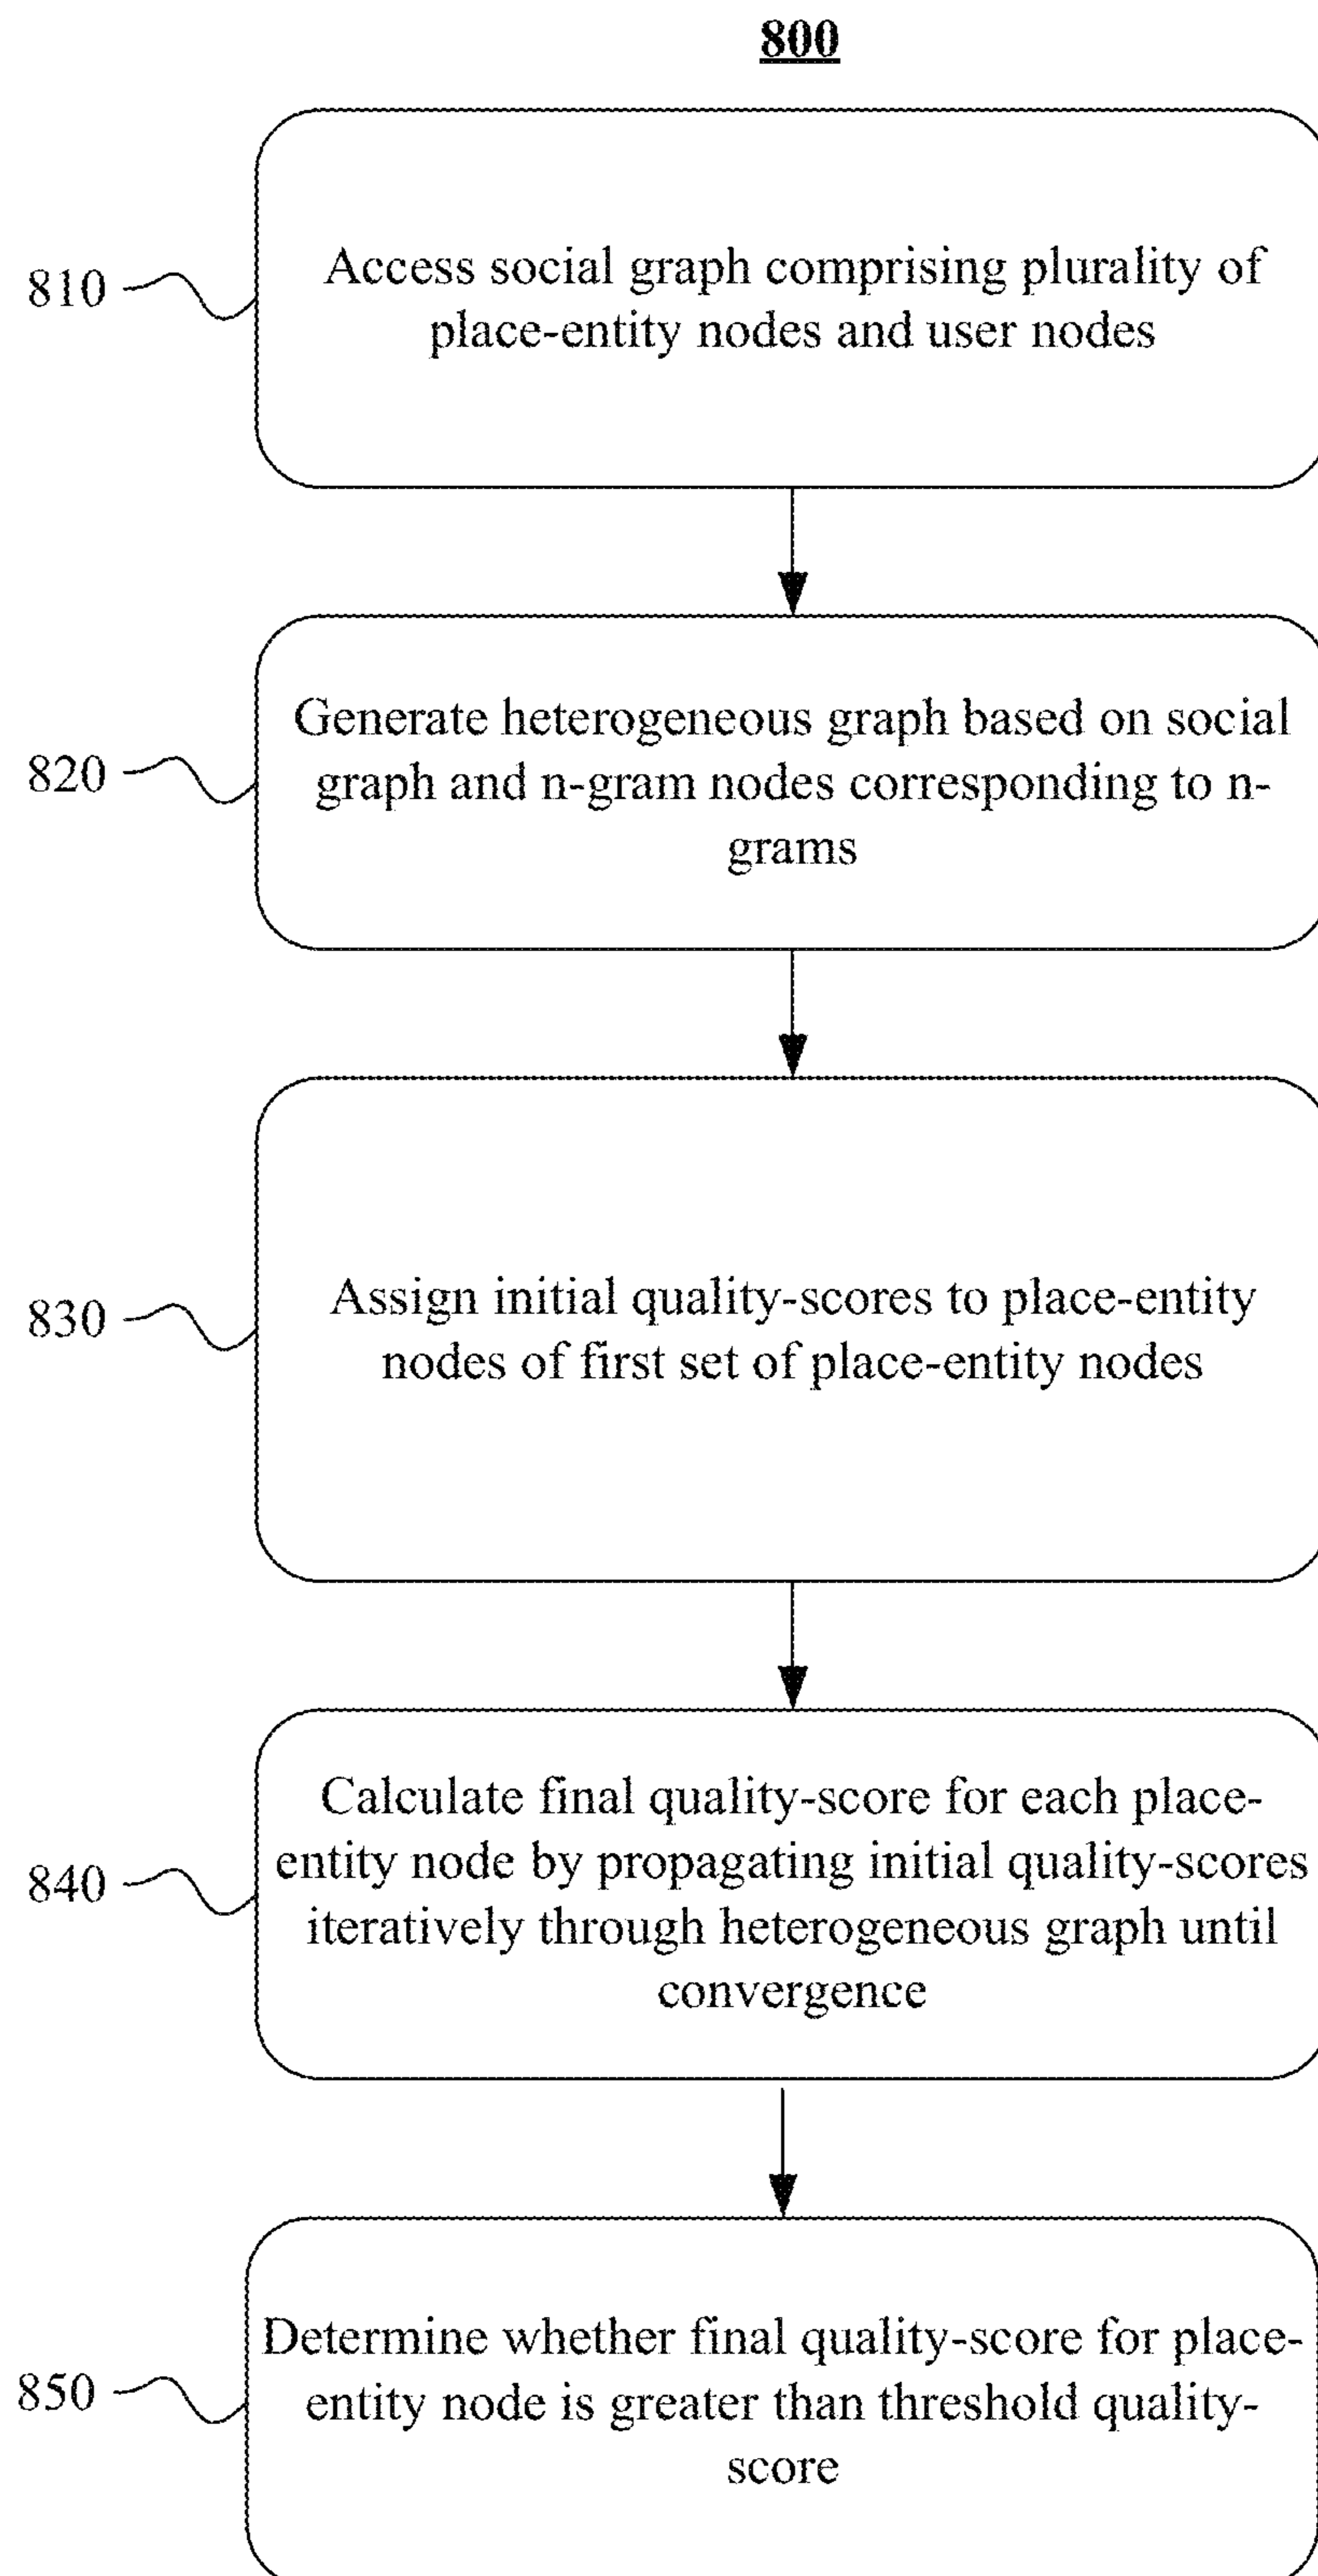 800
810
Access social graph comprising plurality of
place-entity nodes and user nodes
820
Generate heterogeneous graph based on social
graph and n-gram nodes corresponding to n-
grams
830
Assign initial quality-scores to place-entity
nodes of first set of place-entity nodes
840
Calculate final quality-score for each place-
entity node by propagating initial quality-scores
iteratively through heterogeneous graph until
convergence
850
Determine whether final quality-score for place-
entity node is greater than threshold quality-
score